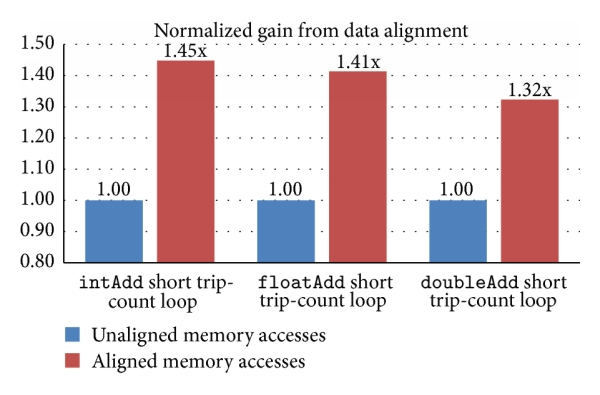 Normalized gain from data alignment
1.50
1.40
1.30
1.20
1.10
1.00
0.90
0.80
1.00
1.45x
1.00
1.41x
1.00
1.32x
intAdd short trip-
count loop
floatAdd short
trip-count loop
doubleAdd short
trip-count loop
Unaligned memory accesses
Aligned memory accesses